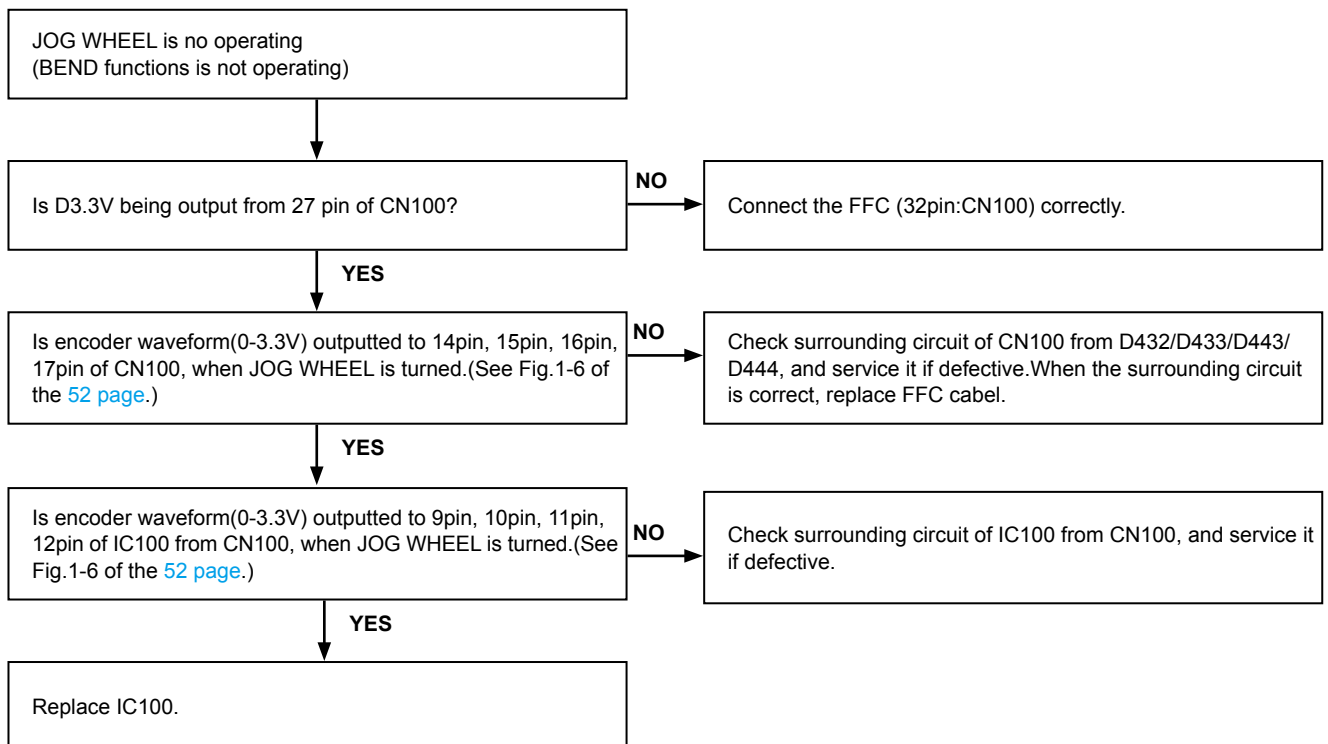 JOG WHEEL is no operating
(BEND functions is not operating)
Is D3.3V being output from 27 pin of CN100?
NO
Connect the FFC (32pin:CN100) correctly.
YES
Is encoder waveform(0-3.3V) outputted to 14pin, 15pin, 16pin,
17pin of CN100, when JOG WHEEL is turned.(See Fig.1-6 of
the 52 page.)
NO
Check surrounding circuit of CN100 from D432/D433/D443/
D444, and service it if defective.When the surrounding circuit
is correct, replace FFC cabel.
YES
Is encoder waveform(0-3.3V) outputted to 9pin, 10pin, 11pin,
12pin of IC100 from CN100, when JOG WHEEL is turned.(See
Fig.1-6 of the 52 page.)
NO
Check surrounding circuit of IC100 from CN100, and service it
if defective.
YES
Replace IC100.